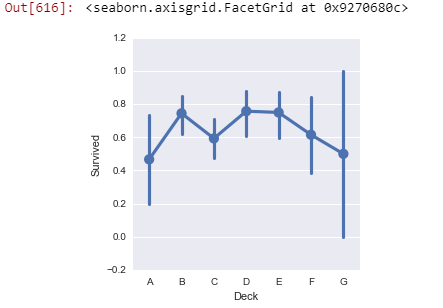 Out[616]: <seaborn.axisgrid.FacetGrid at 0x9270680c>
1.2
1.0
0.8
0.6
0.4
0.2
0.0
−0.2
Survived
A B C D E F G
Deck